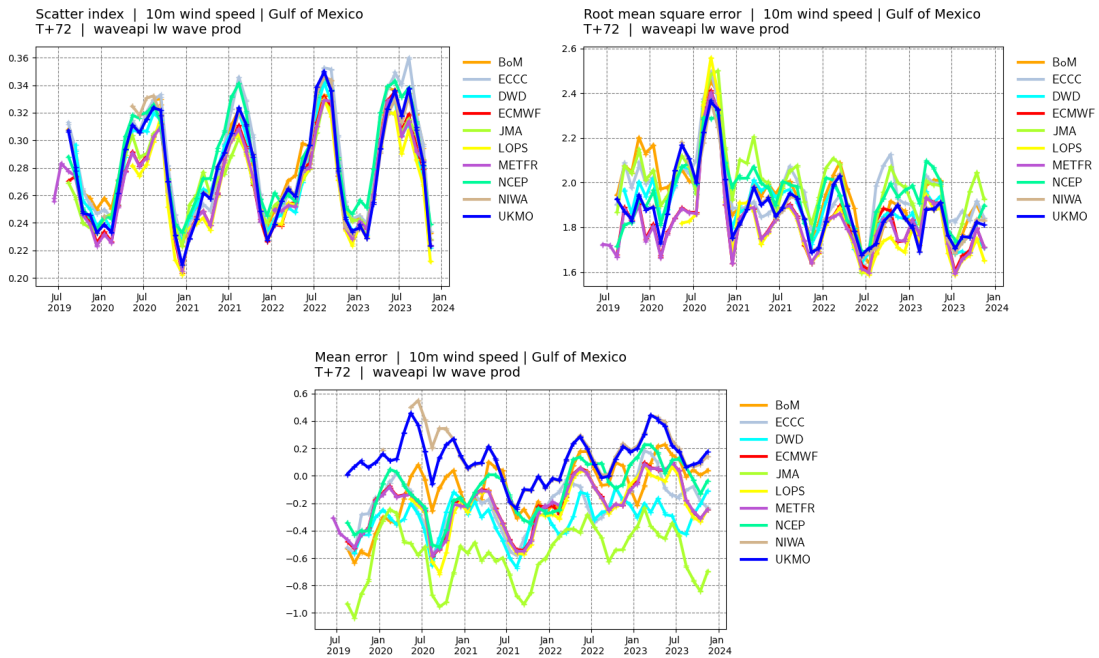 Scatter index | 10m wind speed | Gulf of Mexico
T+72 | waveapi lw wave prod
0.36
0.34
0.32
0.30
0.28
0.26
0.24
0.22
0.20
Jul 2019
Jan 2020
Jul 2020
Jan 2021
Jul 2021
Jan 2022
Jul 2022
Jan 2023
Jul 2023
Jan 2024
BoM
ECCC
DWD
ECMWF
JMA
LOPS
METFR
NCEP
NIWA
UKMO
Root mean square error | 10m wind speed | Gulf of Mexico
T+72 | waveapi lw wave prod
2.6
2.4
2.2
2.0
1.8
1.6
Jul 2019
Jan 2020
Jul 2020
Jan 2021
Jul 2021
Jan 2022
Jul 2022
Jan 2023
Jul 2023
Jan 2024
BoM
ECCC
DWD
ECMWF
JMA
LOPS
METFR
NCEP
NIWA
UKMO
Mean error | 10m wind speed | Gulf of Mexico
T+72 | waveapi lw wave prod
0.6
0.4
0.2
0.0
−0.2
−0.4
−0.6
−0.8
−1.0
Jul 2019
Jan 2020
Jul 2020
Jan 2021
Jul 2021
Jan 2022
Jul 2022
Jan 2023
Jul 2023
Jan 2024
BoM
ECCC
DWD
ECMWF
JMA
LOPS
METFR
NCEP
NIWA
UKMO